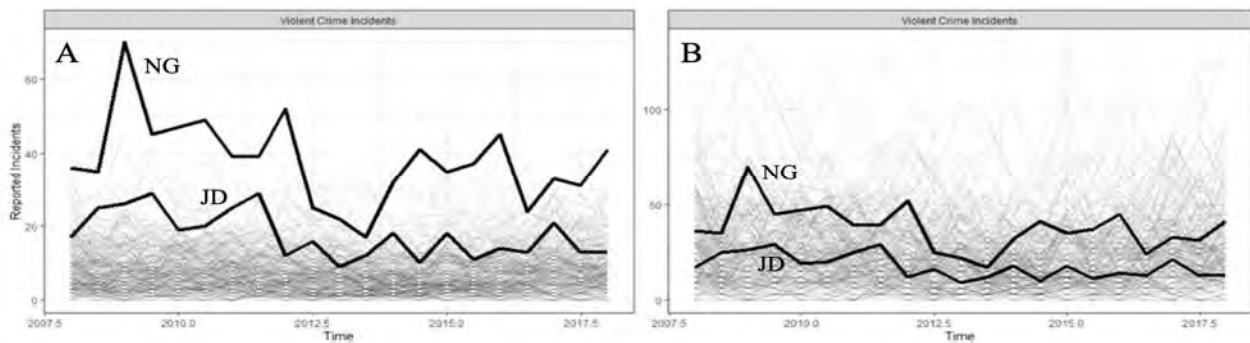 Violent Crime Incidents
A
NG
JD
Reported Incidents
60
40
20
0
2007.5
2010.0
2012.5
2015.0
2017.5
Time
Violent Crime Incidents
B
NG
JD
100
50
0
2007.5
2010.0
2012.5
2015.0
2017.5
Time